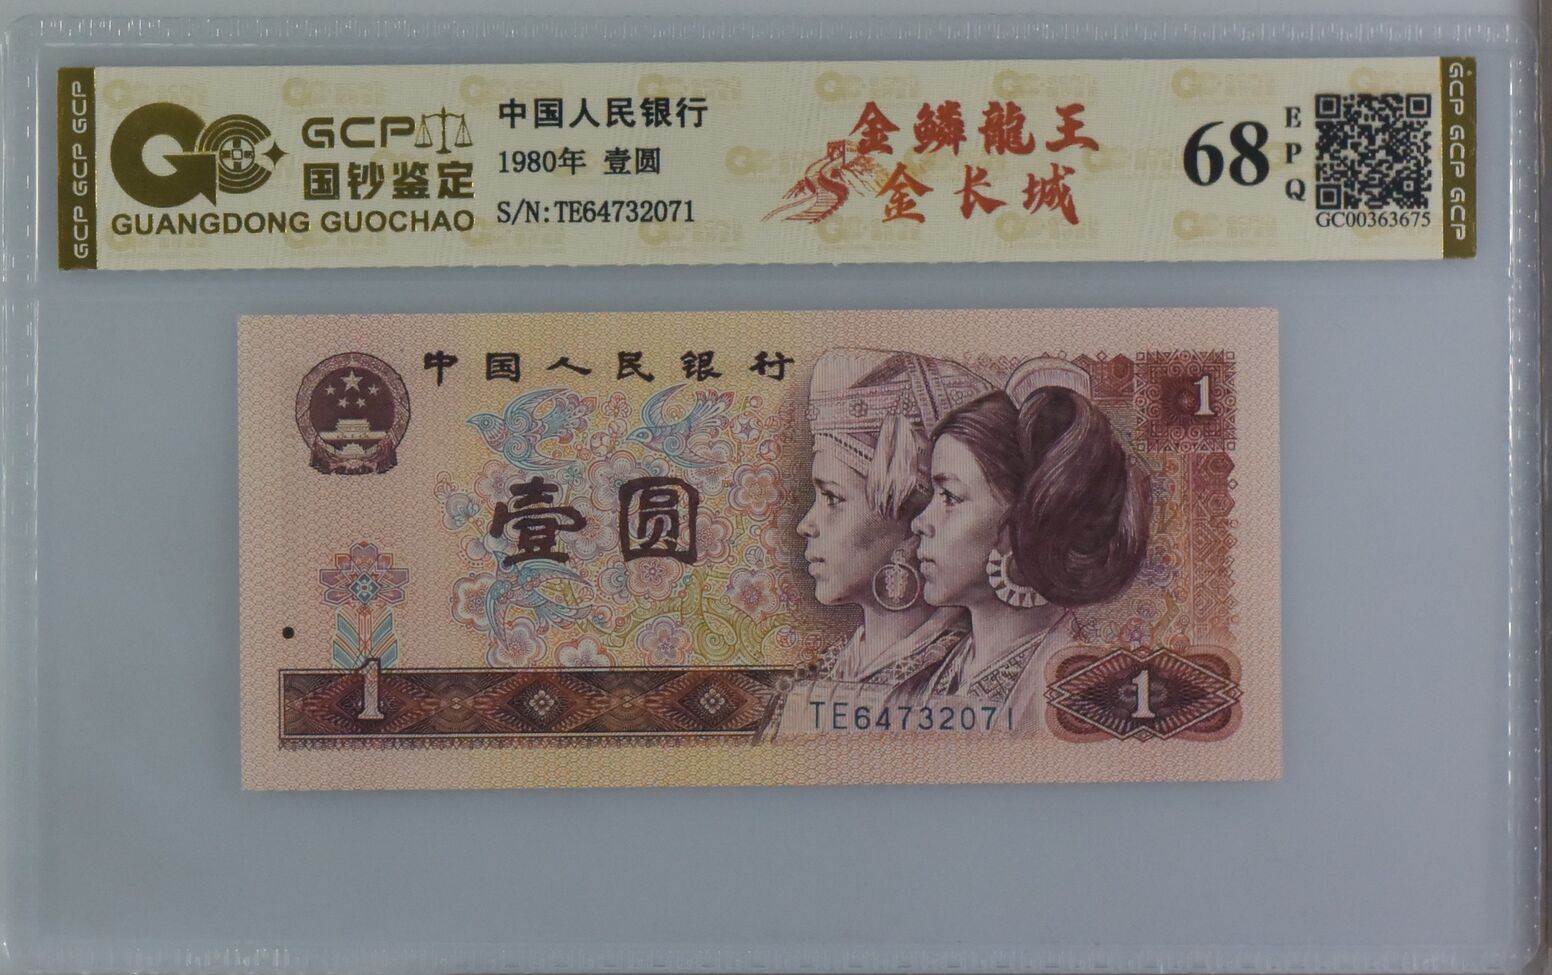 GCP GCP GCP
GCP
国钞鉴定
GUANGDONG GUOCHAO
中国人民银行
1980年 壹圆
S/N:TE64732071
金鳞龍王
金长城
68
EPQ
GC00363675
GCP GCP GCP
中国人民银行
1
壹圆
1
TE64732071
1